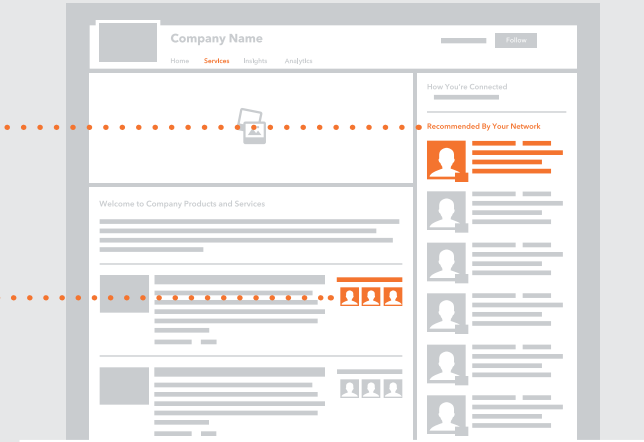 Company Name
Follow
Home Services Insights Analytics
How You're Connected
Recommended By Your Network
Welcome to Company Products and Services